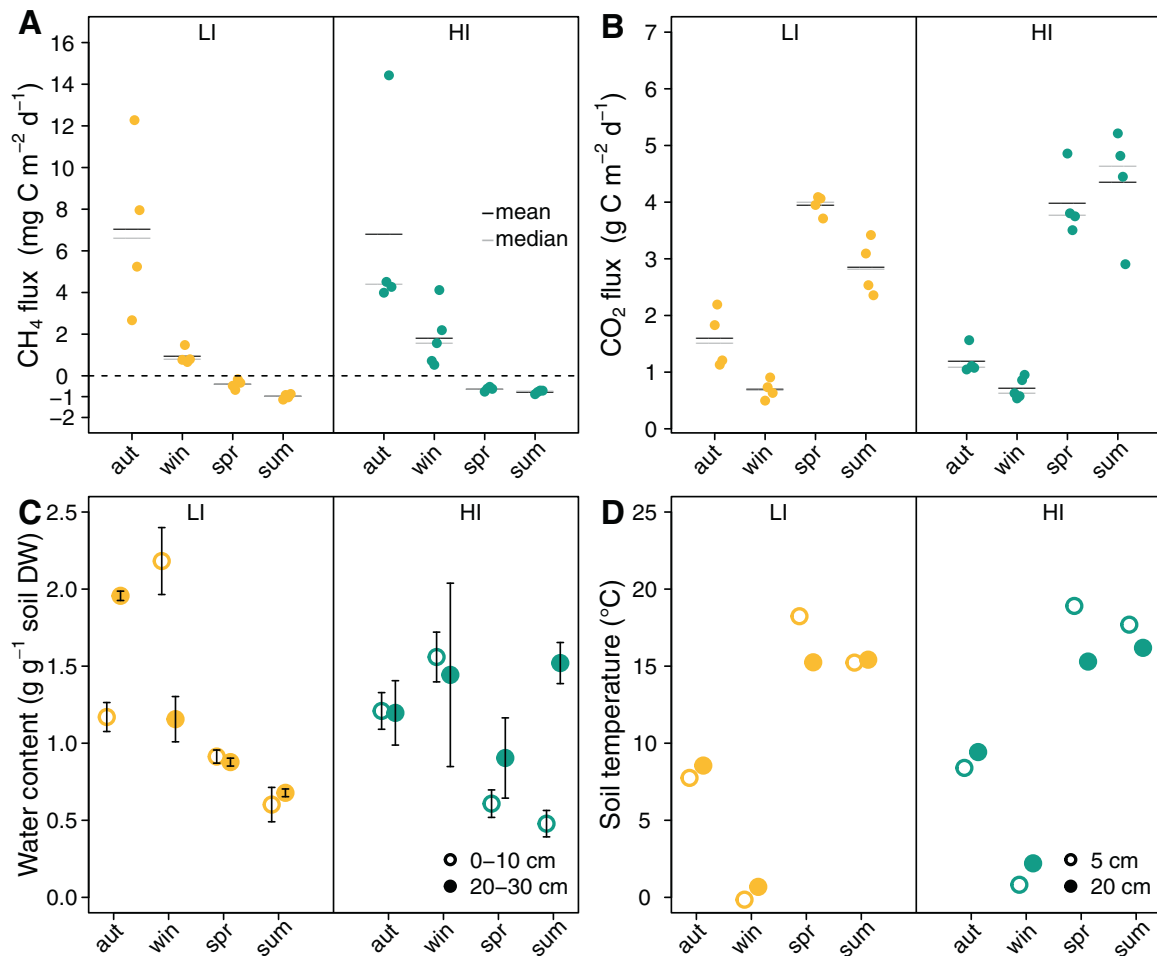 A
LI
HI
CH4 flux (mg C m−2 d−1)
16
14
12
10
8
6
4
2
0
−1
−2
−mean
−median
aut
win
spr
sum
aut
win
spr
sum
B
LI
HI
CO2 flux (g C m−2 d−1)
7
6
5
4
3
2
1
0
aut
win
spr
sum
aut
win
spr
sum
C
LI
HI
Water content (g g−1 soil DW)
2.5
2.0
1.5
1.0
0.5
0.0
0−10 cm
20−30 cm
aut
win
spr
sum
aut
win
spr
sum
D
LI
HI
Soil temperature (°C)
25
20
15
10
5
0
5 cm
20 cm
aut
win
spr
sum
aut
win
spr
sum